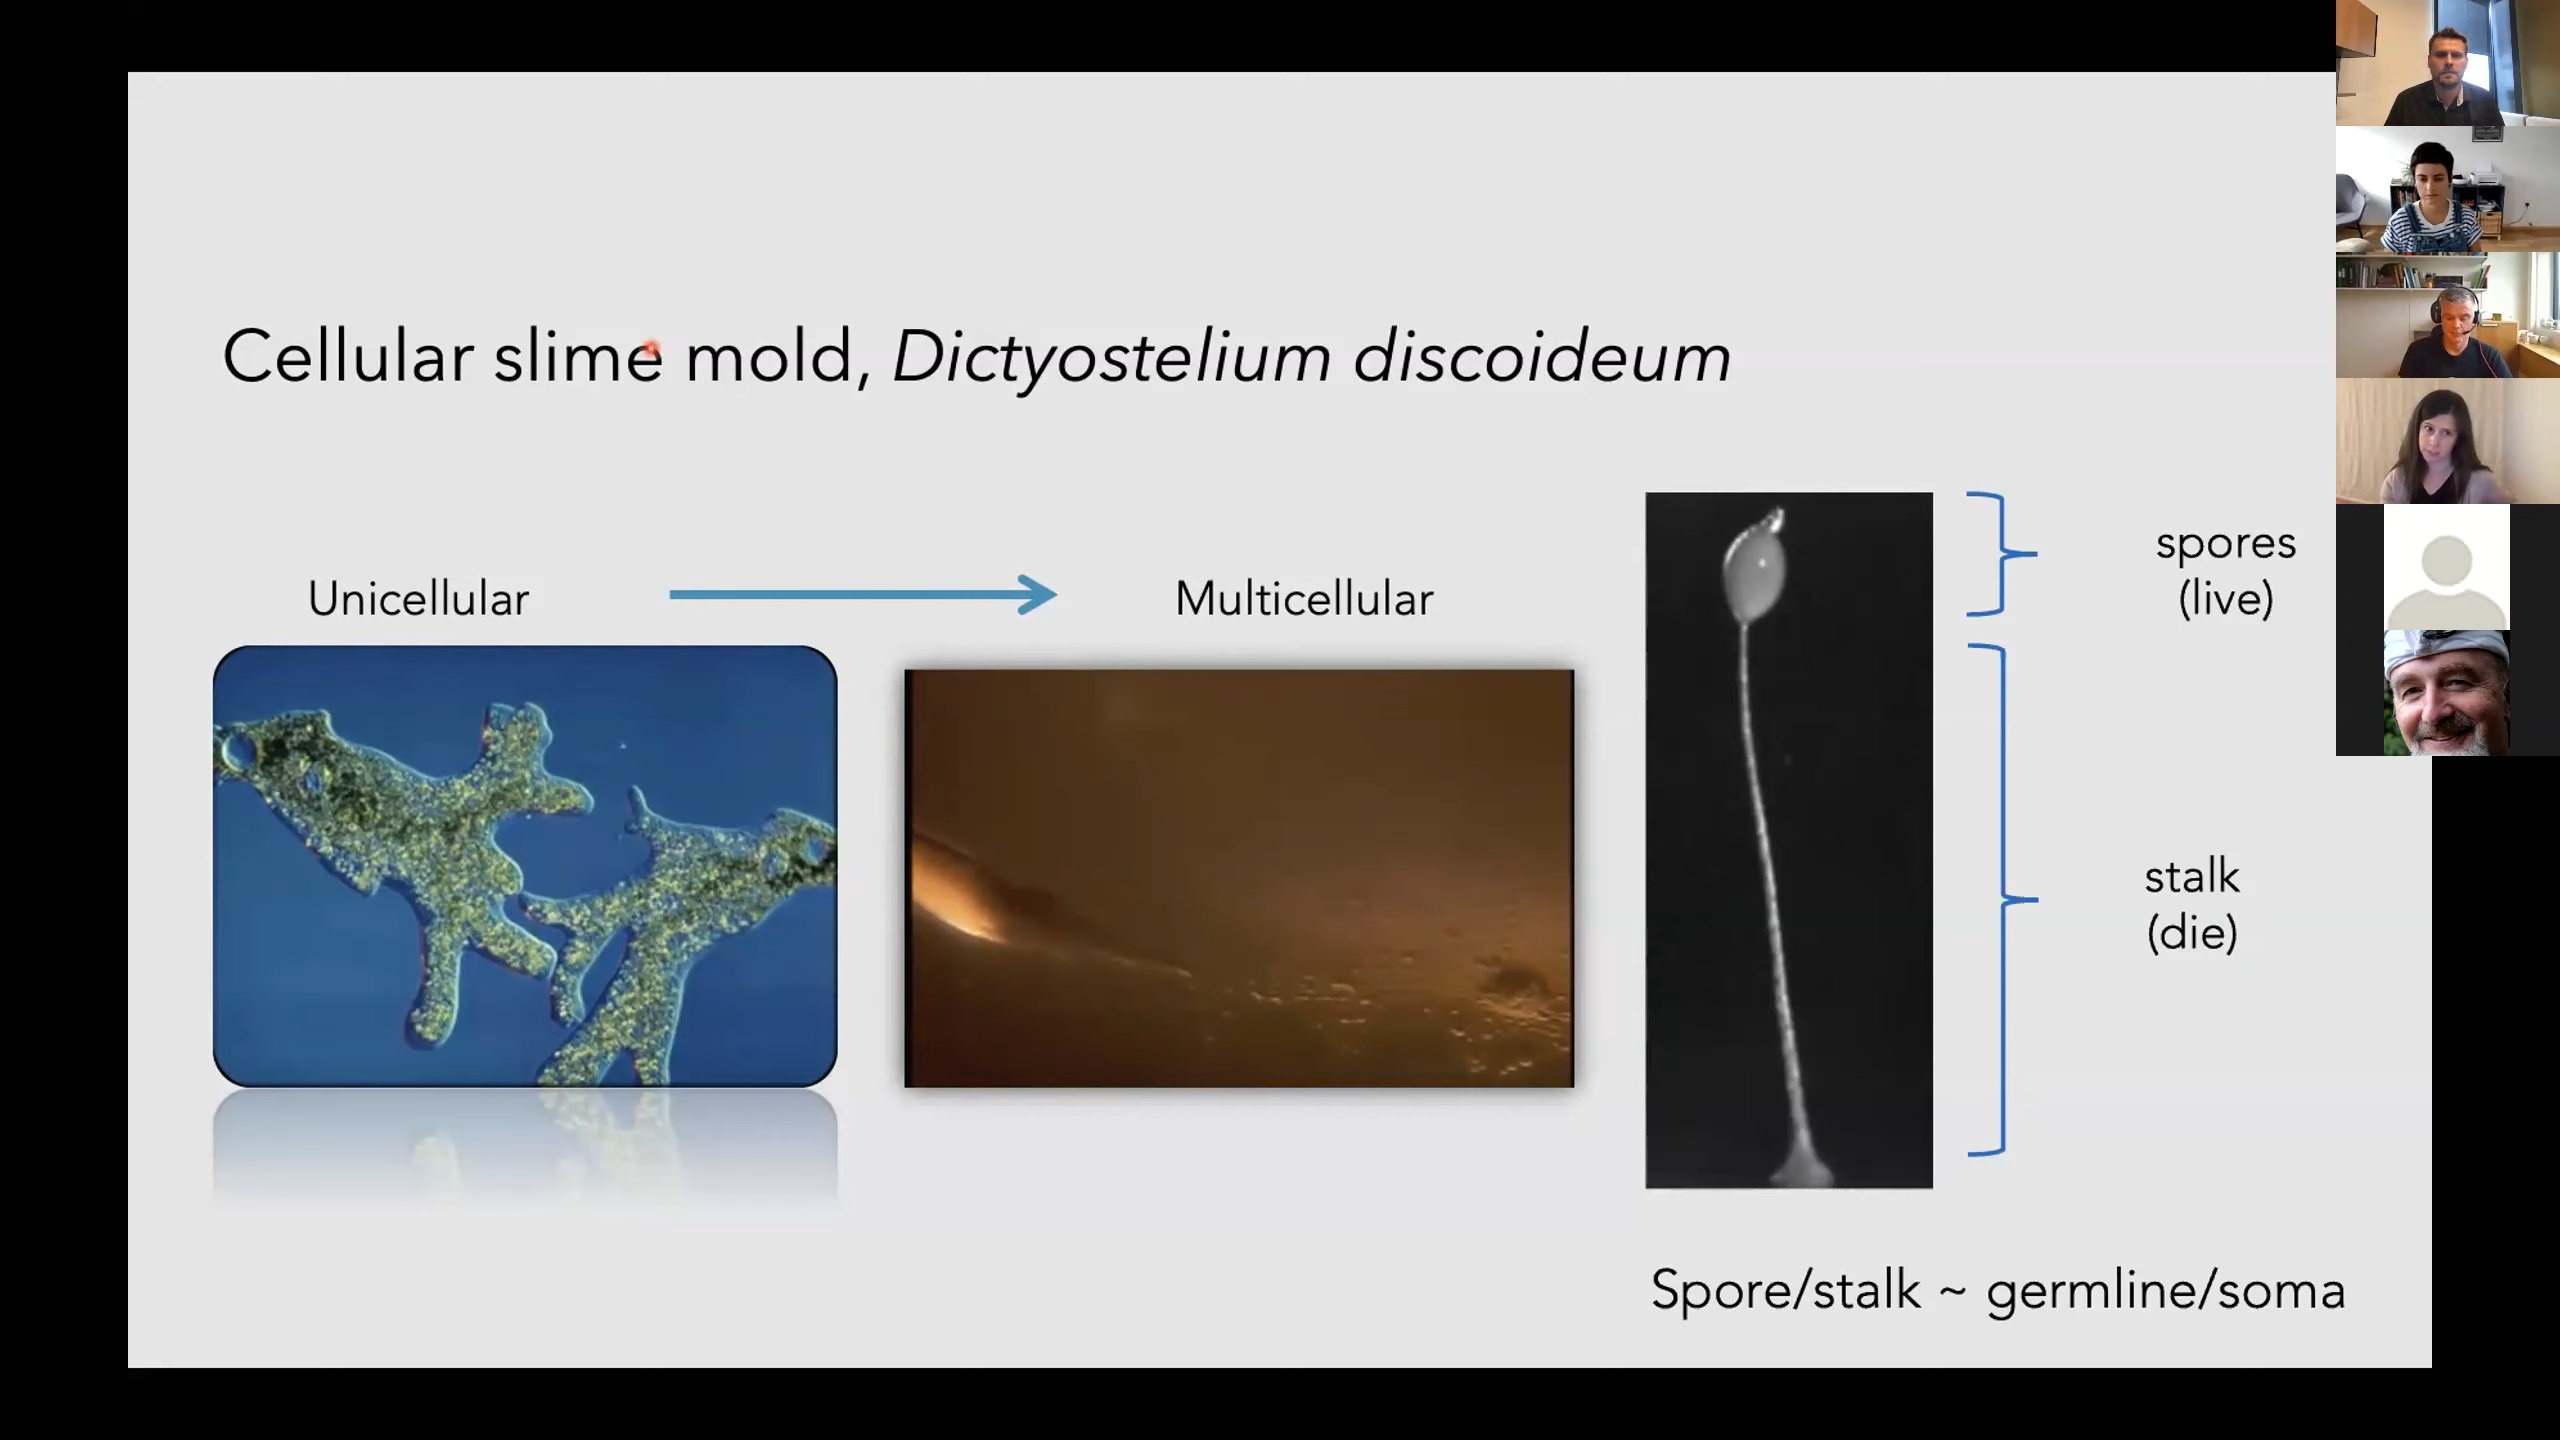 Cellular slime mold, Dictyostelium discoideum
Unicellular
Multicellular
spores
(live)
stalk
(die)
Spore/stalk ~ germline/soma